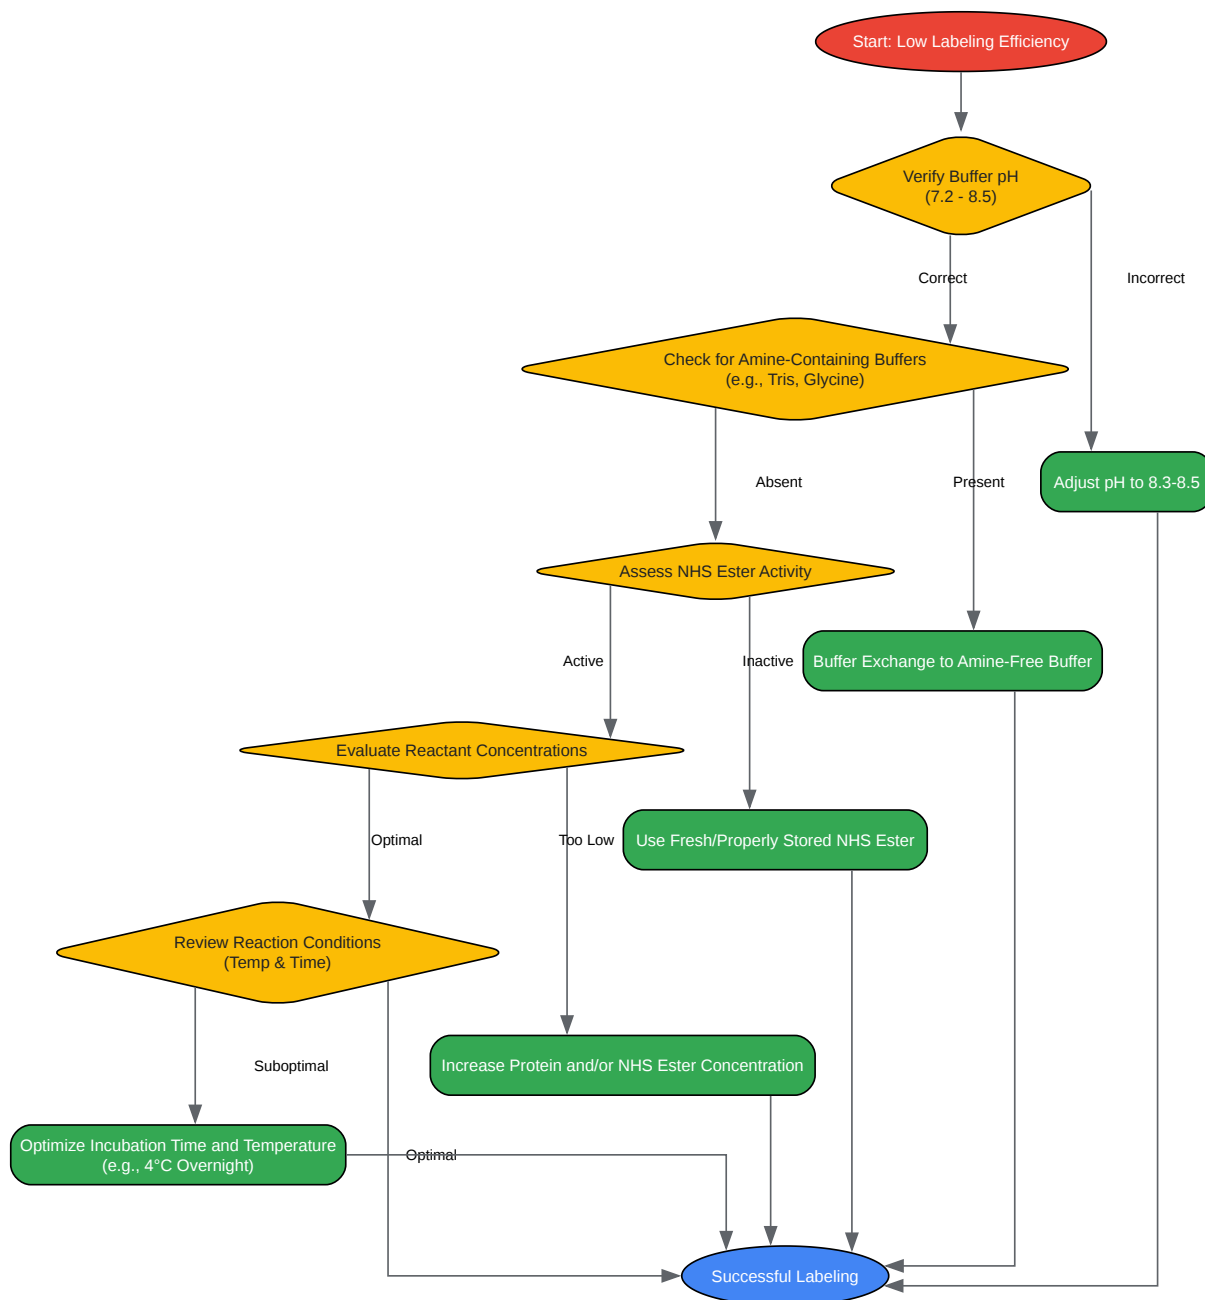 Start: Low Labeling Efficiency
Verify Buffer pH
(7.2 - 8.5)
Correct
Incorrect
Check for Amine-Containing Buffers
(e.g., Tris, Glycine)
Absent
Present
Adjust pH to 8.3-8.5
Assess NHS Ester Activity
Active
Inactive
Buffer Exchange to Amine-Free Buffer
Evaluate Reactant Concentrations
Optimal
Too Low
Use Fresh/Properly Stored NHS Ester
Review Reaction Conditions
(Temp & Time)
Suboptimal
Increase Protein and/or NHS Ester Concentration
Optimize Incubation Time and Temperature
(e.g., 4°C Overnight)
Optimal
Successful Labeling